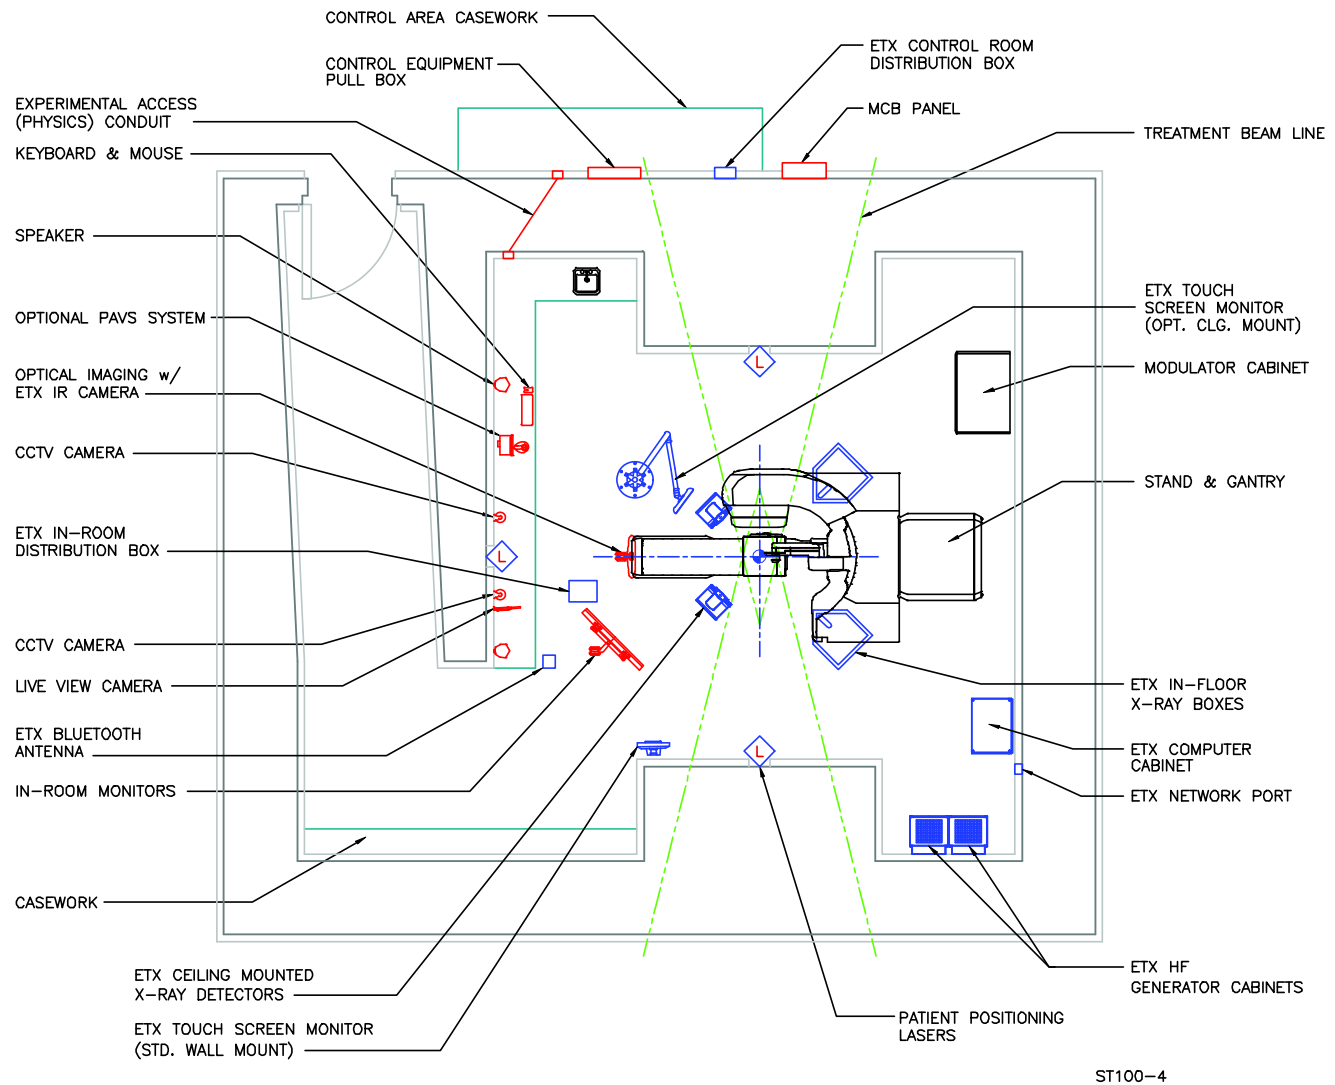 CONTROL AREA CASEWORK
ETX CONTROL ROOM
DISTRIBUTION BOX
CONTROL EQUIPMENT
PULL BOX
EXPERIMENTAL ACCESS
(PHYSICS) CONDUIT
MCB PANEL
TREATMENT BEAM LINE
KEYBOARD & MOUSE
SPEAKER
ETX TOUCH
SCREEN MONITOR
(OPT. CLG. MOUNT)
OPTIONAL PAVS SYSTEM
L
MODULATOR CABINET
OPTICAL IMAGING w/
ETX IR CAMERA
CCTV CAMERA
STAND & GANTRY
ETX IN-ROOM
DISTRIBUTION BOX
L
CCTV CAMERA
LIVE VIEW CAMERA
ETX IN-FLOOR
X-RAY BOXES
ETX BLUETOOTH
ANTENNA
L
ETX COMPUTER
CABINET
IN-ROOM MONITORS
ETX NETWORK PORT
CASEWORK
ETX CEILING MOUNTED
X-RAY DETECTORS
ETX HF
GENERATOR CABINETS
ETX TOUCH SCREEN MONITOR
(STD. WALL MOUNT)
PATIENT POSITIONING
LASERS
ST100-4